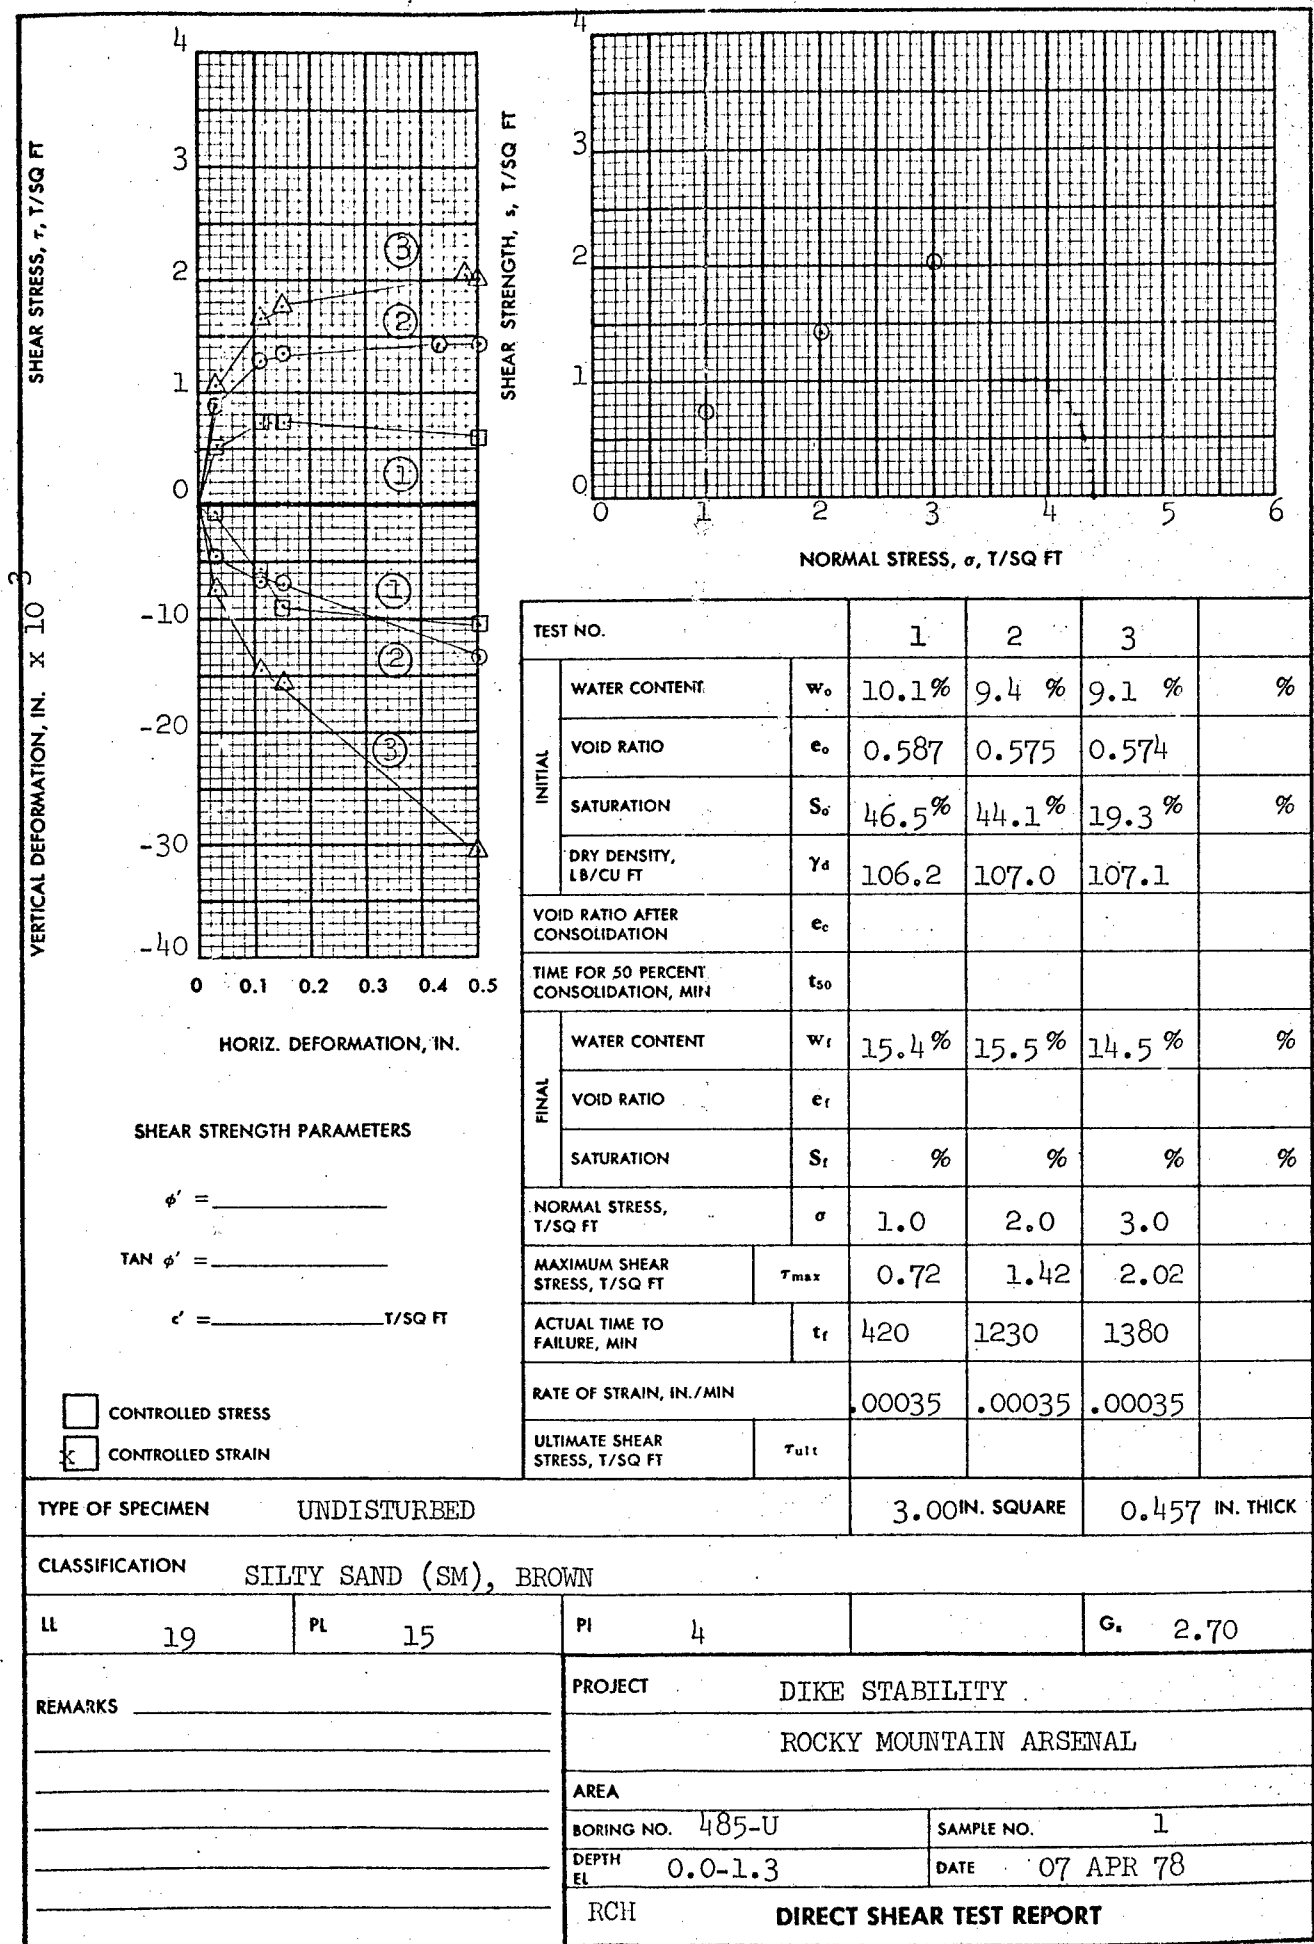 SHEAR STRESS, τ, T/SQ FT
4
3
2
1
0
VERTICAL DEFORMATION, IN. X 10 3
-10
-20
-30
-40
3
2
1
1
2
3
0 0.1 0.2 0.3 0.4 0.5
HORIZ. DEFORMATION, IN.
SHEAR STRENGTH, s, T/SQ FT
4
3
2
1
0
0 1 2 3 4 5 6
NORMAL STRESS, σ, T/SQ FT
SHEAR STRENGTH PARAMETERS
φ' =
TAN φ' =
c' = T/SQ FT
CONTROLLED STRESS
X CONTROLLED STRAIN
TEST NO. 1 2 3
INITIAL
WATER CONTENT wo 10.1% 9.4 % 9.1 % %
VOID RATIO eo 0.587 0.575 0.574
SATURATION So 46.5% 44.1% 19.3 % %
DRY DENSITY, LB/CU FT γd 106.2 107.0 107.1
VOID RATIO AFTER CONSOLIDATION ec
TIME FOR 50 PERCENT CONSOLIDATION, MIN t50
FINAL
WATER CONTENT wf 15.4% 15.5% 14.5 % %
VOID RATIO ef
SATURATION Sf % % % %
NORMAL STRESS, T/SQ FT σ 1.0 2.0 3.0
MAXIMUM SHEAR STRESS, T/SQ FT τmax 0.72 1.42 2.02
ACTUAL TIME TO FAILURE, MIN tf 420 1230 1380
RATE OF STRAIN, IN./MIN .00035 .00035 .00035
ULTIMATE SHEAR STRESS, T/SQ FT τult
TYPE OF SPECIMEN UNDISTURBED 3.00 IN. SQUARE 0.457 IN. THICK
CLASSIFICATION SILTY SAND (SM), BROWN
LL 19 PL 15 PI 4 Gs 2.70
REMARKS
PROJECT DIKE STABILITY
ROCKY MOUNTAIN ARSENAL
AREA
BORING NO. 485-U SAMPLE NO. 1
DEPTH EL 0.0-1.3 DATE 07 APR 78
RCH DIRECT SHEAR TEST REPORT